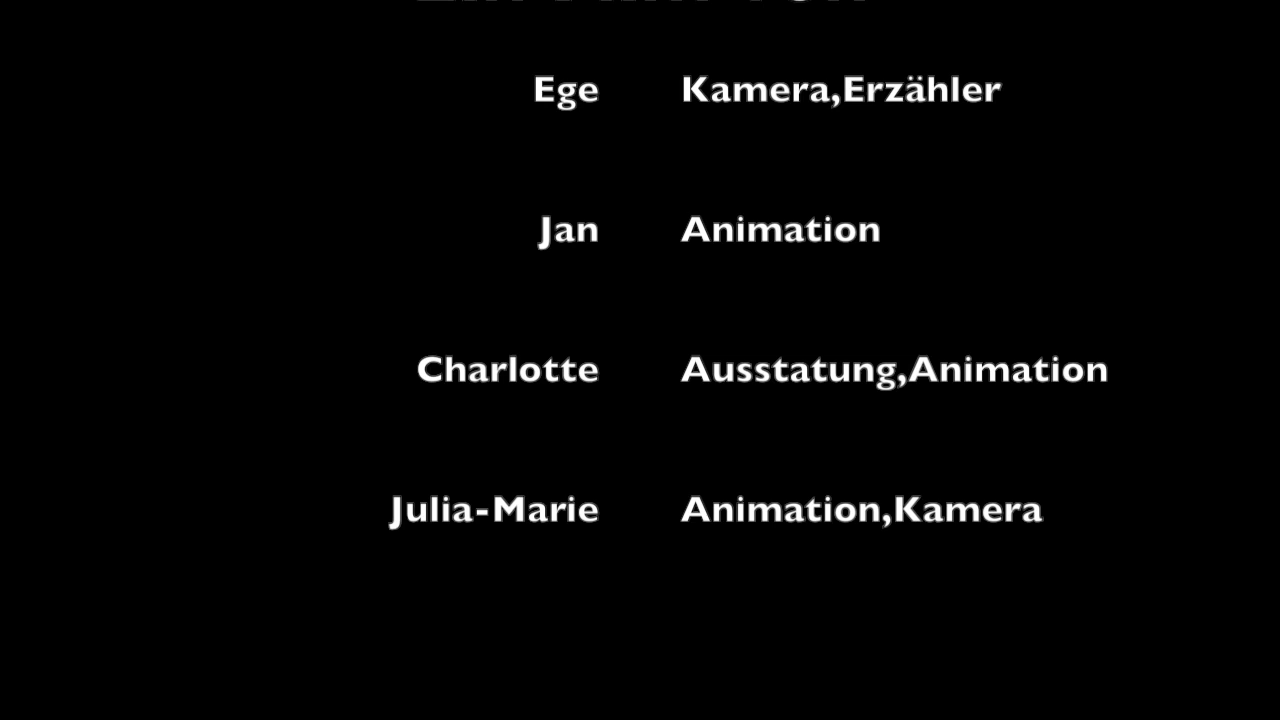 Ege Kamera,Erzähler
Jan Animation
Charlotte Ausstatung,Animation
Julia-Marie Animation,Kamera